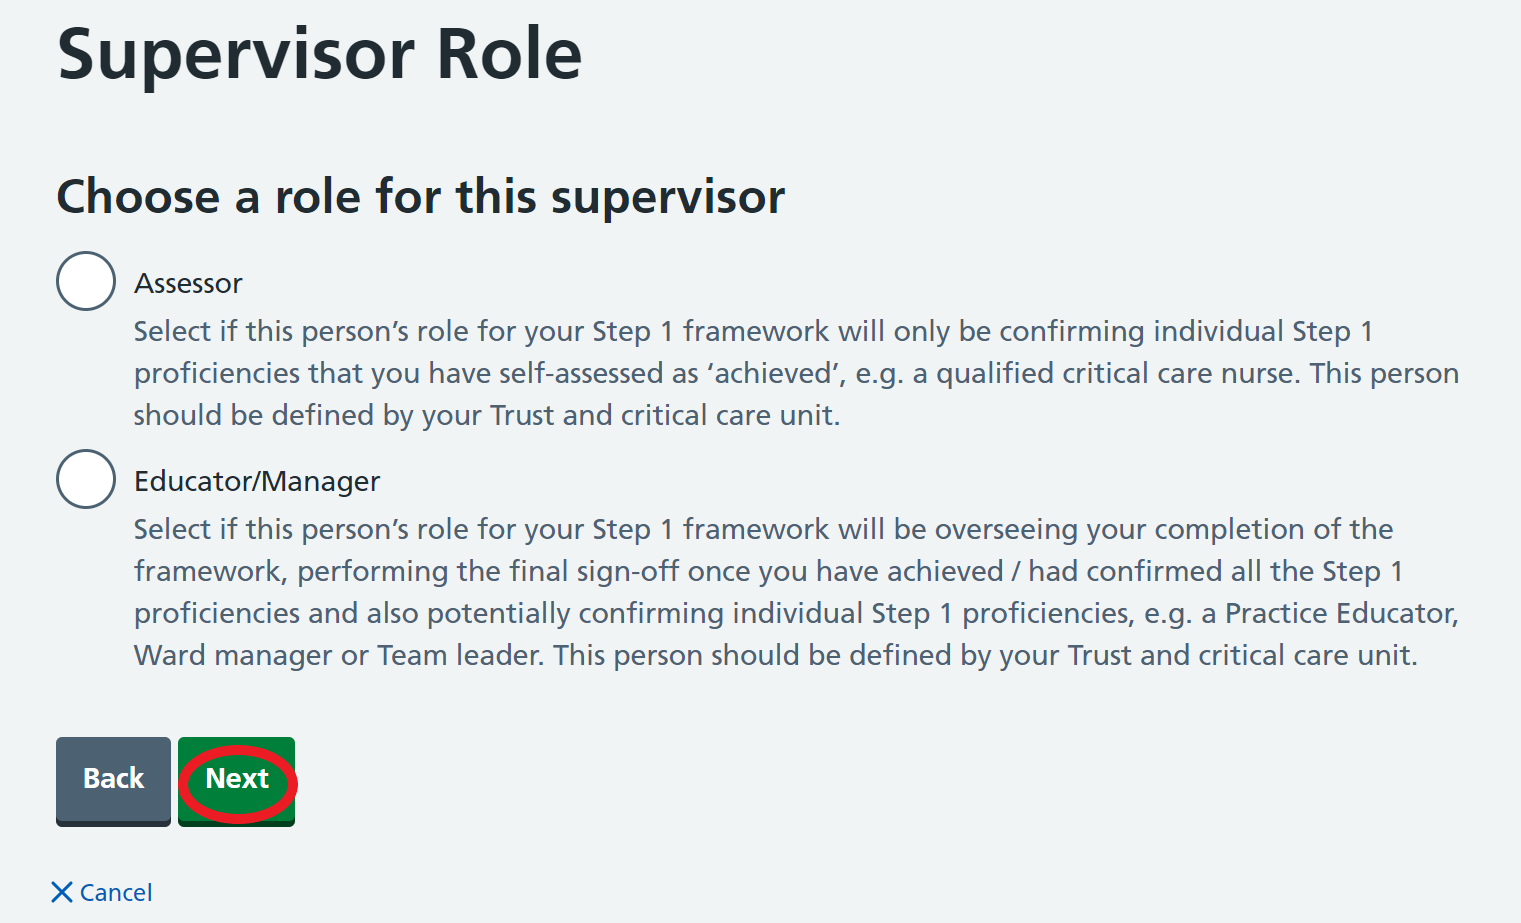 Supervisor Role
Choose a role for this supervisor
Assessor
Select if this person’s role for your Step 1 framework will only be confirming individual Step 1
proficiencies that you have self-assessed as ‘achieved’, e.g. a qualified critical care nurse. This person
should be defined by your Trust and critical care unit.
Educator/Manager
Select if this person’s role for your Step 1 framework will be overseeing your completion of the
framework, performing the final sign-off once you have achieved / had confirmed all the Step 1
proficiencies and also potentially confirming individual Step 1 proficiencies, e.g. a Practice Educator,
Ward manager or Team leader. This person should be defined by your Trust and critical care unit.
Back Next
Cancel